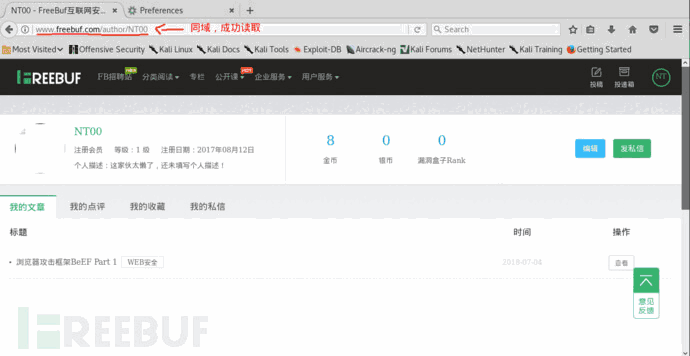 NT00 - FreeBuf互联网安... Preferences
www.freebuf.com/author/NT00 同域，成功读取 Search
Most Visited Offensive Security Kali Linux Kali Docs Kali Tools Exploit-DB Aircrack-ng Kali Forums NetHunter Kali Training Getting Started
FREEBUF FB招聘站 NEW 分类阅读 专栏 公开课 HOT 企业服务 用户服务 投稿 投递箱 NT
NT00
注册会员 等级：1 级 注册日期：2017年08月12日
个人描述：这家伙太懒了，还未填写个人描述！
8 0 0
金币 银币 漏洞盒子Rank
编辑 发私信
我的文章 我的点评 我的收藏 我的私信
标题 时间 操作
浏览器攻击框架BeEF Part 1 WEB安全 2018-07-04 查看
意见
反馈
FREEBUF